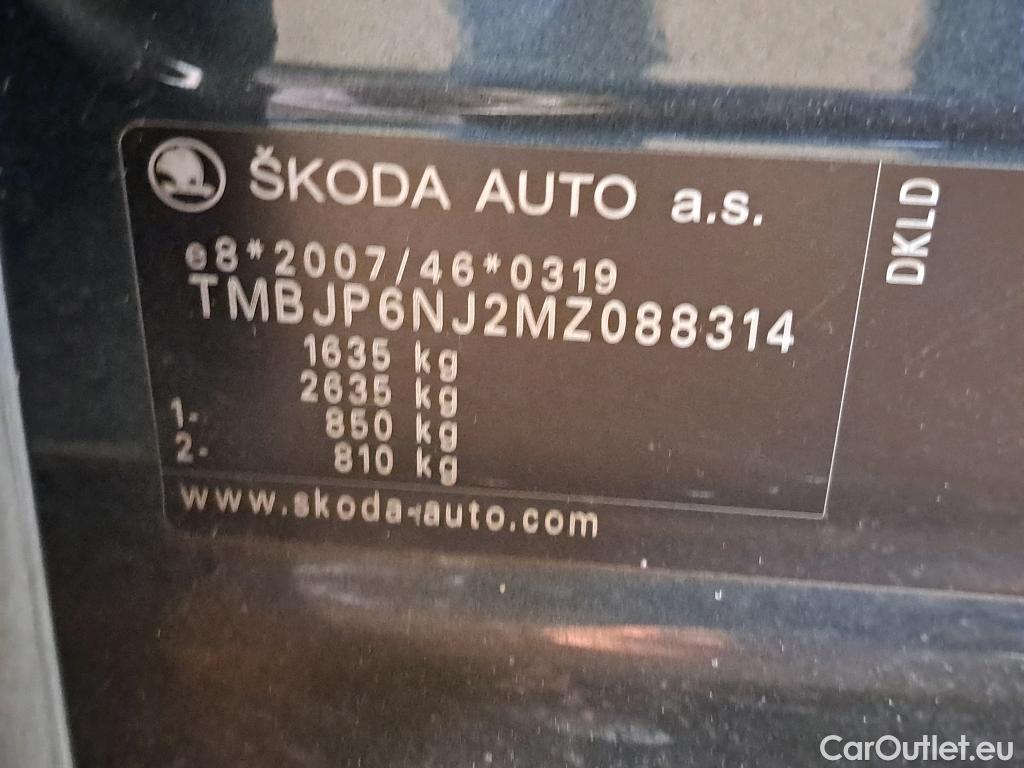 ŠKODA AUTO a.s.
e8*2007/46*0319
TMBJP6NJ2MZ088314
1635 kg
2635 kg
1- 850 kg
2- 810 kg
www.skoda-auto.com
DKLD
CarOutlet.eu